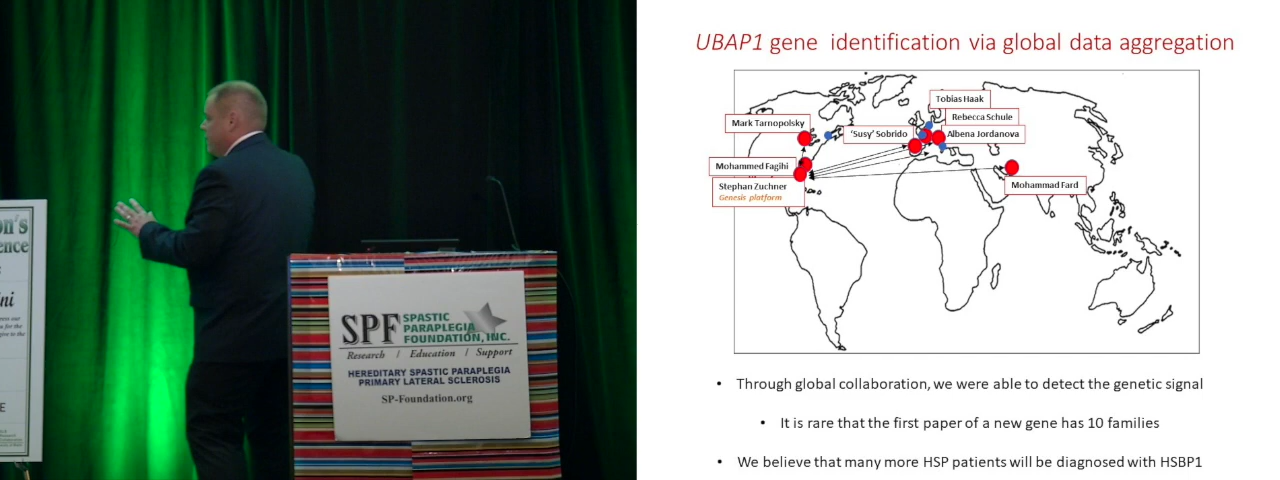 on's
ence
ni
E
SPF SPASTIC
PARAPLEGIA
FOUNDATION, INC.
Research / Education / Support
HEREDITARY SPASTIC PARAPLEGIA
PRIMARY LATERAL SCLEROSIS
SP-Foundation.org
UBAP1 gene identification via global data aggregation
Tobias Haak
Mark Tarnopolsky
Rebecca Schule
'Susy' Sobrido
Albena Jordanova
Mohammed Fagihi
Stephan Zuchner
Genesis platform
Mohammad Fard
• Through global collaboration, we were able to detect the genetic signal
• It is rare that the first paper of a new gene has 10 families
• We believe that many more HSP patients will be diagnosed with HSBP1